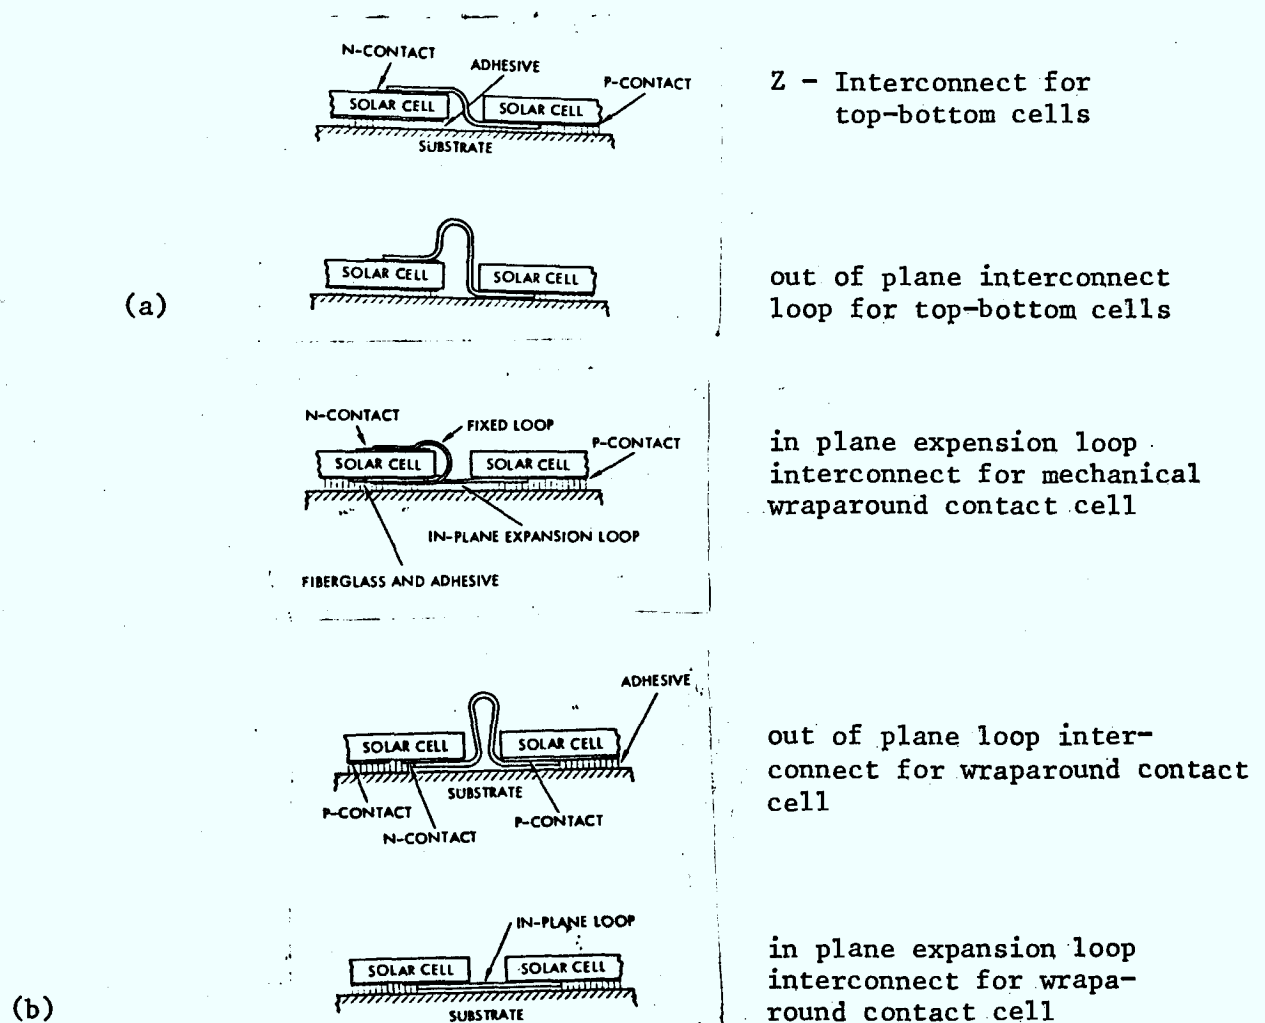 N-CONTACT
ADHESIVE
P-CONTACT
SOLAR CELL
SOLAR CELL
SUBSTRATE
Z - Interconnect for
top-bottom cells
SOLAR CELL
SOLAR CELL
(a)
out of plane interconnect
loop for top-bottom cells
N-CONTACT
FIXED LOOP
P-CONTACT
SOLAR CELL
SOLAR CELL
IN-PLANE EXPANSION LOOP
FIBERGLASS AND ADHESIVE
in plane expension loop
interconnect for mechanical
wraparound contact cell
ADHESIVE
SOLAR CELL
SOLAR CELL
SUBSTRATE
P-CONTACT
N-CONTACT
P-CONTACT
out of plane loop inter-
connect for wraparound contact
cell
IN-PLANE LOOP
SOLAR CELL
SOLAR CELL
SUBSTRATE
(b)
in plane expansion loop
interconnect for wrapa-
round contact cell